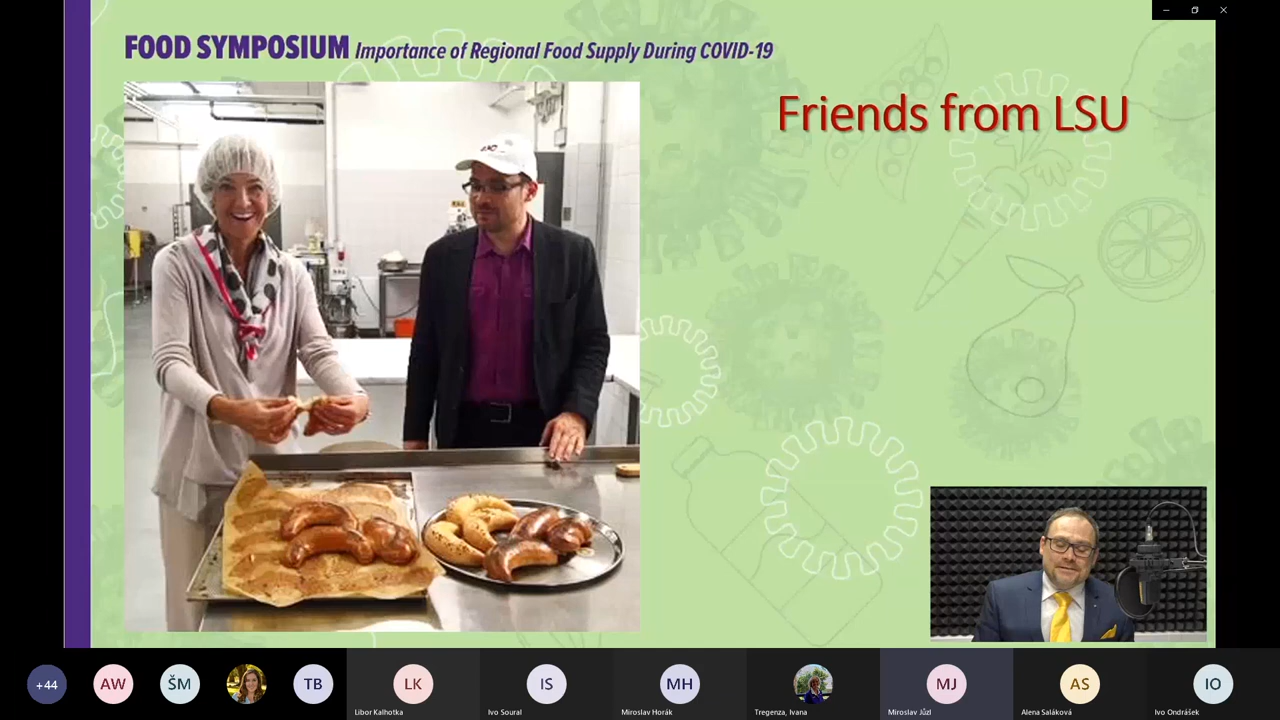 FOOD SYMPOSIUM Importance of Regional Food Supply During COVID-19
Friends from LSU
+44
AW
ŠM
TB
LK
IS
MH
MJ
AS
IO
Libor Kalhotka
Ivo Soural
Miroslav Horák
Tregenza, Ivana
Miroslav Jůzl
Alena Saláková
Ivo Ondrášek